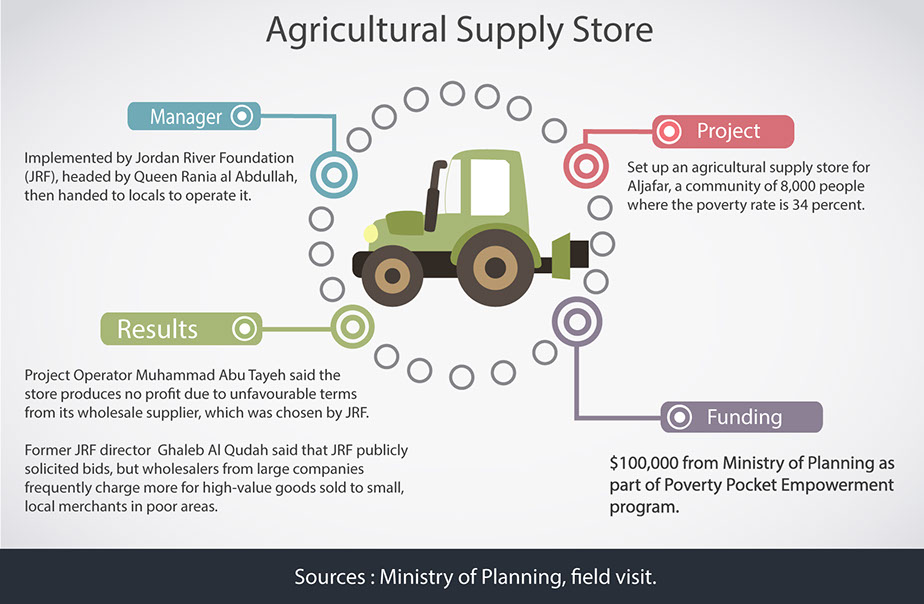 Agricultural Supply Store
Manager
Implemented by Jordan River Foundation
(JRF), headed by Queen Rania al Abdullah,
then handed to locals to operate it.
Project
Set up an agricultural supply store for
Aljafar, a community of 8,000 people
where the poverty rate is 34 percent.
Results
Project Operator Muhammad Abu Tayeh said the
store produces no profit due to unfavourable terms
from its wholesale supplier, which was chosen by JRF.
Former JRF director Ghaleb Al Qudah said that JRF publicly
solicited bids, but wholesalers from large companies
frequently charge more for high-value goods sold to small,
local merchants in poor areas.
Funding
$100,000 from Ministry of Planning as
part of Poverty Pocket Empowerment
program.
Sources : Ministry of Planning, field visit.